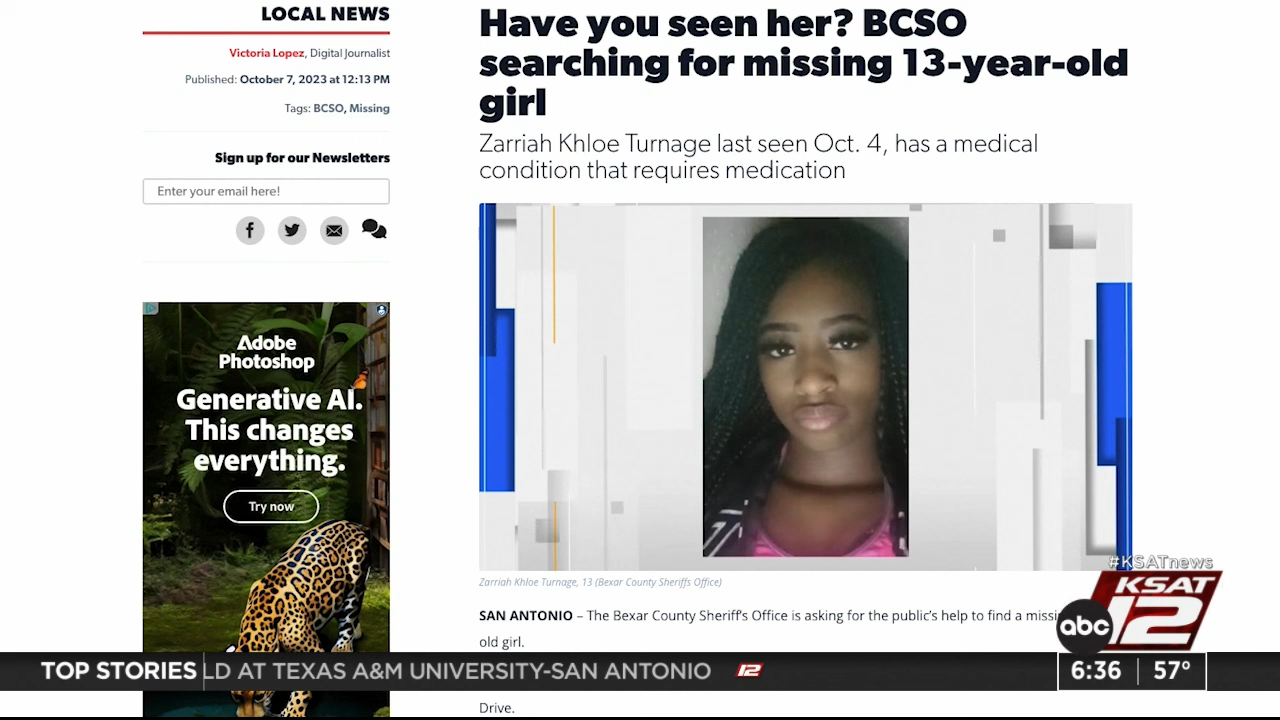 LOCAL NEWS
Victoria Lopez, Digital Journalist
Published: October 7, 2023 at 12:13 PM
Tags: BCSO, Missing
Sign up for our Newsletters
Enter your email here!
Adobe
Photoshop
Generative AI.
This changes
everything.
Try now
Have you seen her? BCSO
searching for missing 13-year-old
girl
Zarriah Khloe Turnage last seen Oct. 4, has a medical
condition that requires medication
Zarriah Khloe Turnage, 13 (Bexar County Sheriffs Office)
SAN ANTONIO – The Bexar County Sheriff's Office is asking for the public's help to find a
old girl.
Drive.
#KSATnews
KSAT
abc 12
TOP STORIES LD AT TEXAS A&M UNIVERSITY-SAN ANTONIO 12
6:36 57°